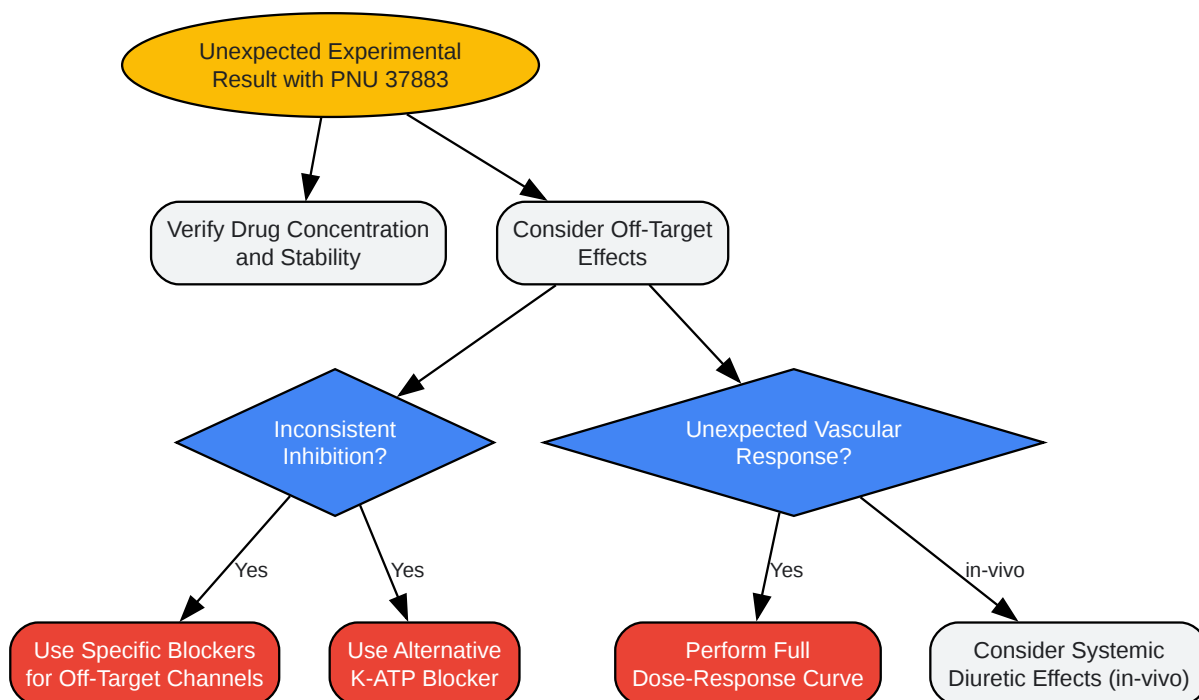 Unexpected Experimental
Result with PNU 37883
Verify Drug Concentration
and Stability
Consider Off-Target
Effects
Inconsistent
Inhibition?
Unexpected Vascular
Response?
Yes
Yes
Yes
in-vivo
Use Specific Blockers
for Off-Target Channels
Use Alternative
K-ATP Blocker
Perform Full
Dose-Response Curve
Consider Systemic
Diuretic Effects (in-vivo)